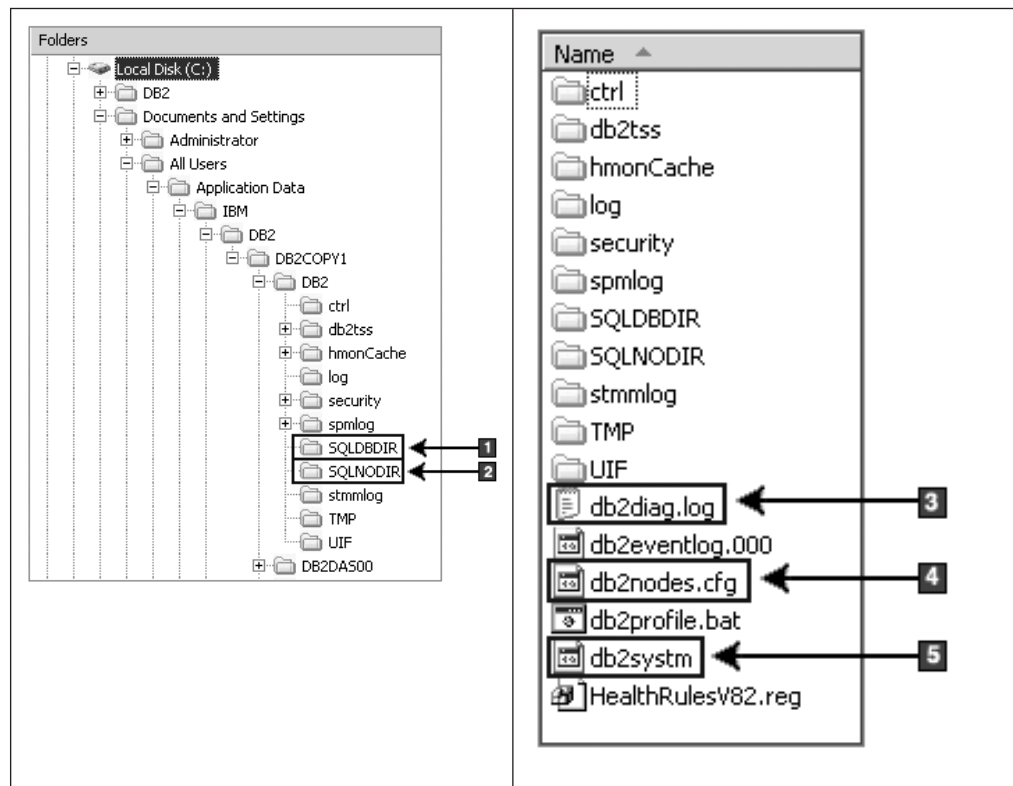 Folders
Local Disk (C:)
DB2
Documents and Settings
Administrator
All Users
Application Data
IBM
DB2
DB2COPY1
DB2
ctrl
db2tss
hmonCache
log
security
spmlog
SQLDBDIR
1
SQLNODIR
2
stmmlog
TMP
UIF
DB2DAS00
Name
ctrl
db2tss
hmonCache
log
security
spmlog
SQLDBDIR
SQLNODIR
stmmlog
TMP
UIF
db2diag.log
3
db2eventlog.000
db2nodes.cfg
4
db2profile.bat
db2systm
5
HealthRulesV82.reg